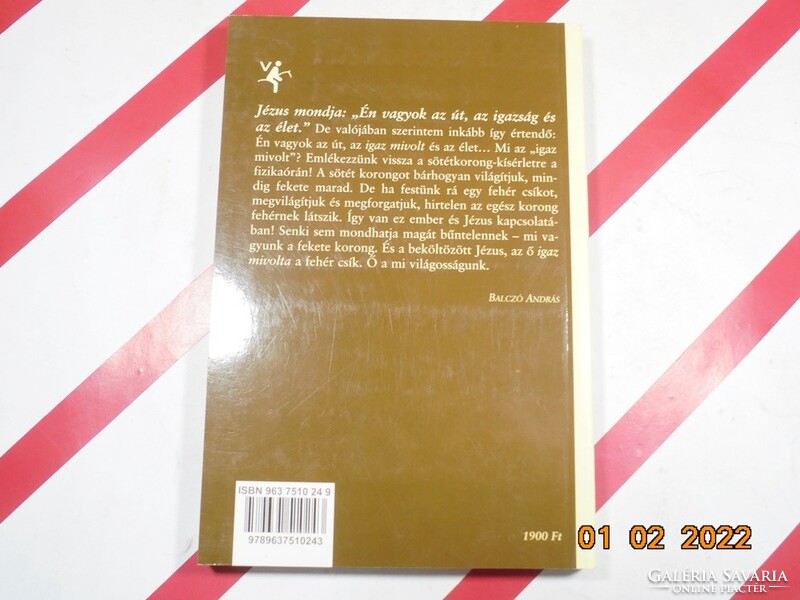 V
Jézus mondja: „Én vagyok az út, az igazság és
az élet.” De valójában szerintem inkább így értendő:
Én vagyok az út, az igaz mivolt és az élet… Mi az „igaz
mivolt”? Emlékezzünk vissza a sötétkorong-kísérletre a
fizikaórán! A sötét korongot bárhogyan világítjuk, min-
dig fekete marad. De ha festünk rá egy fehér csíkot,
megvilágítjuk és megforgatjuk, hirtelen az egész korong
fehérnek látszik. Így van ez ember és Jézus kapcsolatá-
ban! Senki sem mondhatja magát bűntelennek – mi va-
gyunk a fekete korong. És a beköltözött Jézus, az ő igaz
mivolta a fehér csík. Ő a mi világosságunk.
BALCZÓ ANDRÁS
ISBN 963 7510 24 9
9789637510243
1900 Ft
01 02 2022
GALÉRIA SAVARIA
ONLINE PIACTÉR